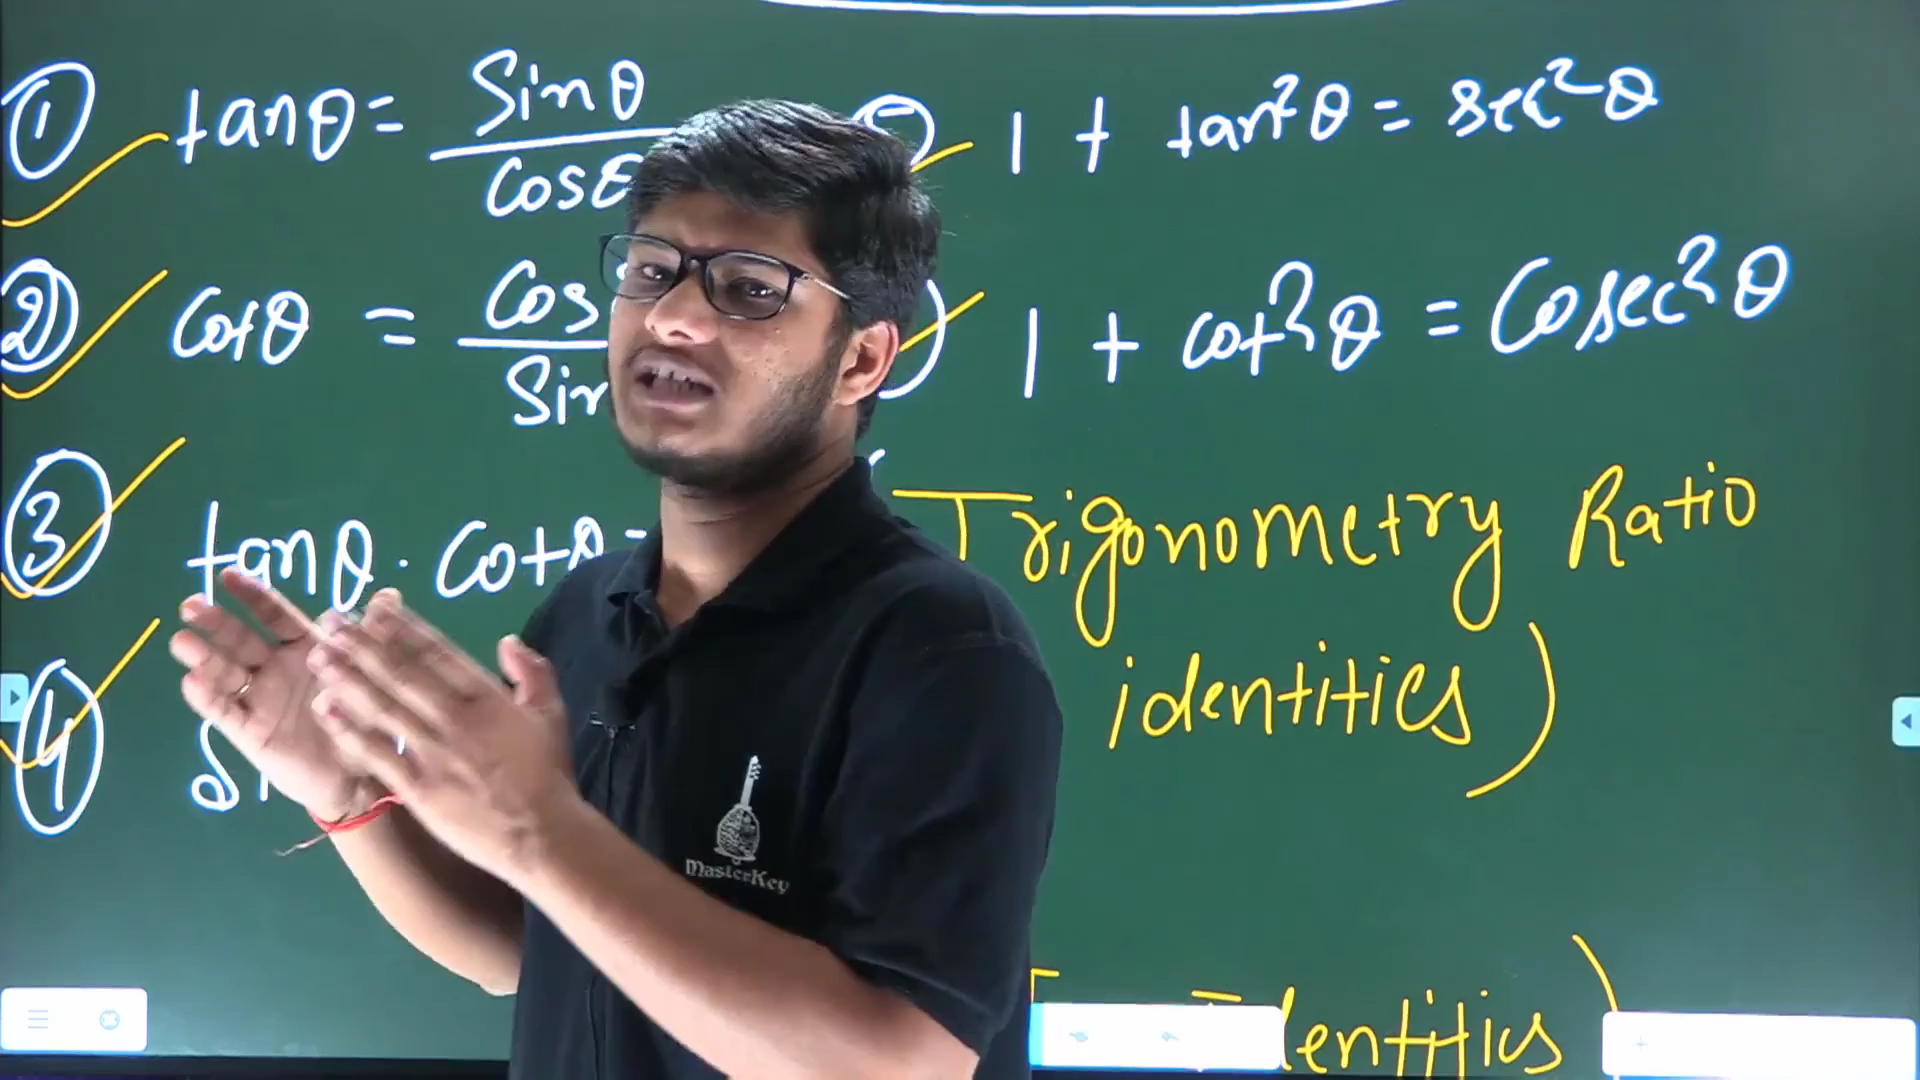 ① tanθ = Sinθ / cosθ
② cotθ = Cos / Sin
③ tanθ · cotθ =
④
1 + tan²θ = sec²θ
1 + cot²θ = Cosec²θ
Trigonometry Ratio
identities)
Identities)
MasterKey